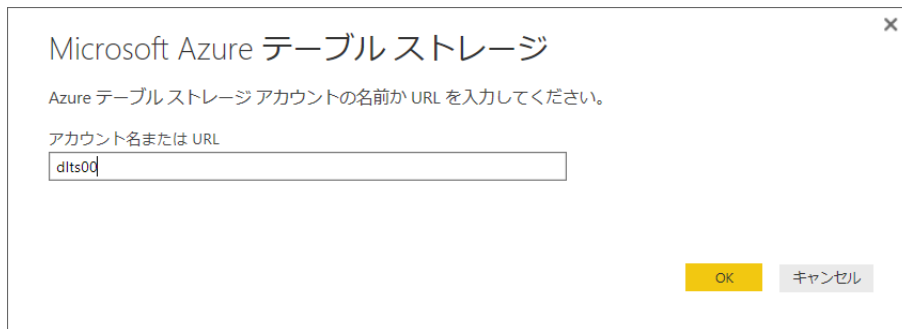 Microsoft Azure テーブル ストレージ
Azure テーブル ストレージ アカウントの名前か URL を入力してください。
アカウント名または URL
dlts00
OK キャンセル